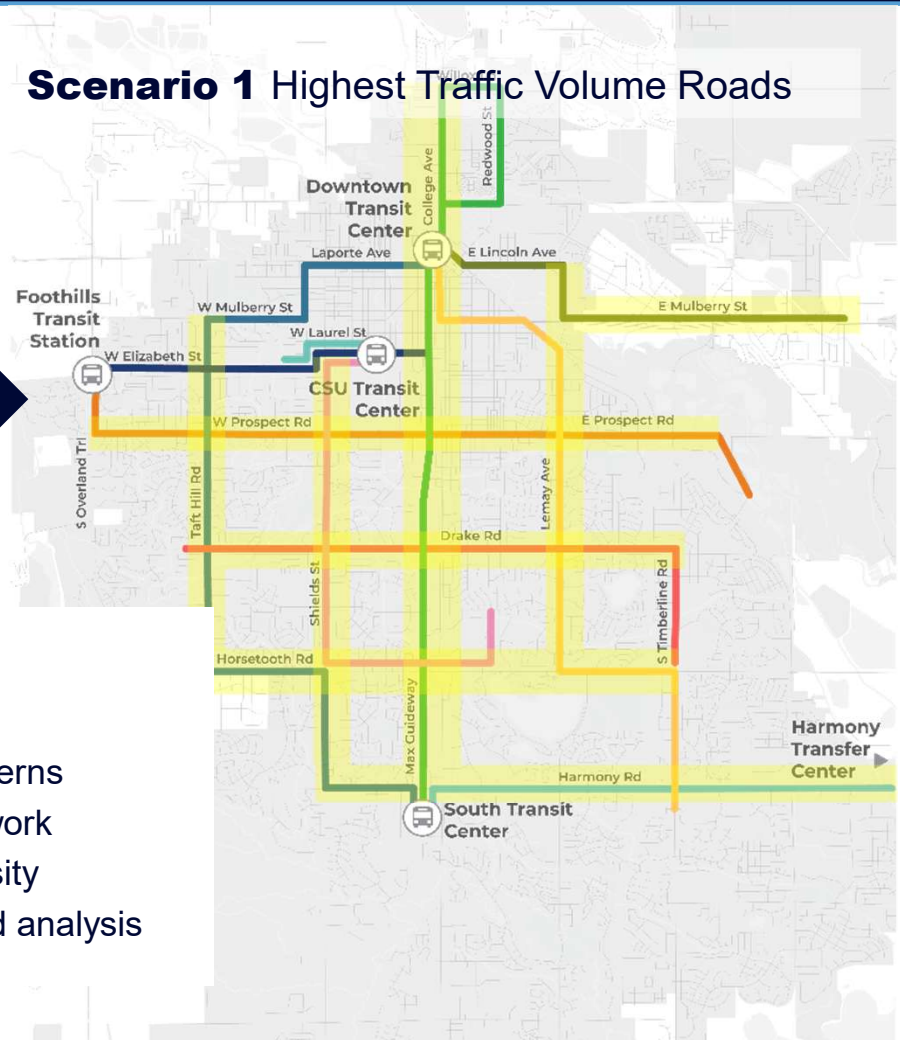 Scenario 1 Highest Traffic Volume Roads
Willox
Redwood St
College Ave
Downtown
Transit
Center
Laporte Ave
E Lincoln Ave
Foothills
Transit
Station
W Mulberry St
E Mulberry St
W Laurel St
W Elizabeth St
CSU Transit
Center
W Prospect Rd
E Prospect Rd
S Overland Trl
Taft Hill Rd
Lemay Ave
Drake Rd
Shields St
S Timberline Rd
Horsetooth Rd
Max Guideway
Harmony
Transfer
Center
Harmony Rd
South Transit
Center
erns
ork
sity
d analysis